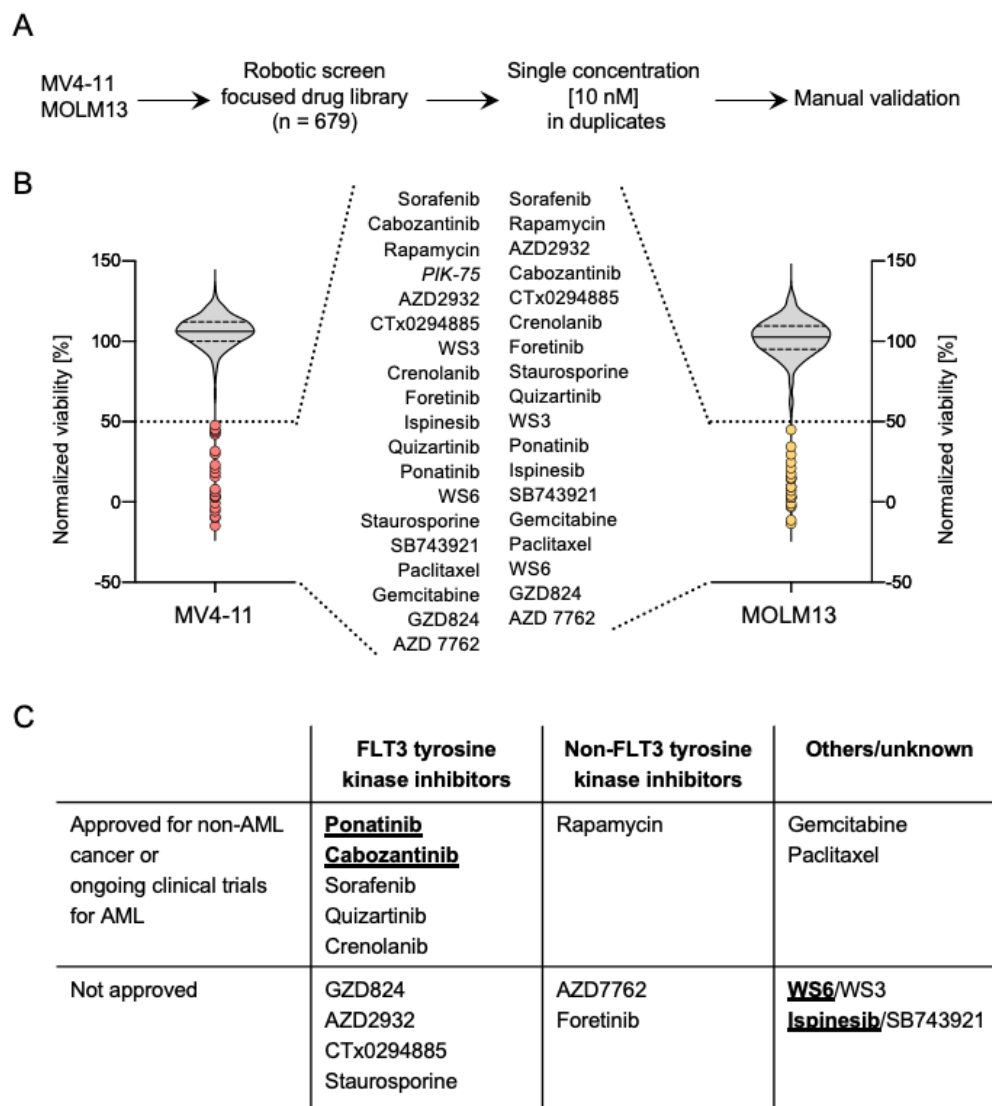 A
MV4-11
MOLM13
Robotic screen
focused drug library
(n = 679)
Single concentration
[10 nM]
in duplicates
Manual validation
B
Normalized viability [%]
150
100
50
0
-50
MV4-11
Sorafenib
Cabozantinib
Rapamycin
PIK-75
AZD2932
CTx0294885
WS3
Crenolanib
Foretinib
Ispinesib
Quizartinib
Ponatinib
WS6
Staurosporine
SB743921
Paclitaxel
Gemcitabine
GZD824
AZD 7762
Sorafenib
Rapamycin
AZD2932
Cabozantinib
CTx0294885
Crenolanib
Foretinib
Staurosporine
Quizartinib
WS3
Ponatinib
Ispinesib
SB743921
Gemcitabine
Paclitaxel
WS6
GZD824
AZD 7762
150
100
50
0
-50
Normalized viability [%]
MOLM13
C
FLT3 tyrosine
kinase inhibitors
Non-FLT3 tyrosine
kinase inhibitors
Others/unknown
Approved for non-AML
cancer or
ongoing clinical trials
for AML
Ponatinib
Cabozantinib
Sorafenib
Quizartinib
Crenolanib
Rapamycin
Gemcitabine
Paclitaxel
Not approved
GZD824
AZD2932
CTx0294885
Staurosporine
AZD7762
Foretinib
WS6/WS3
Ispinesib/SB743921